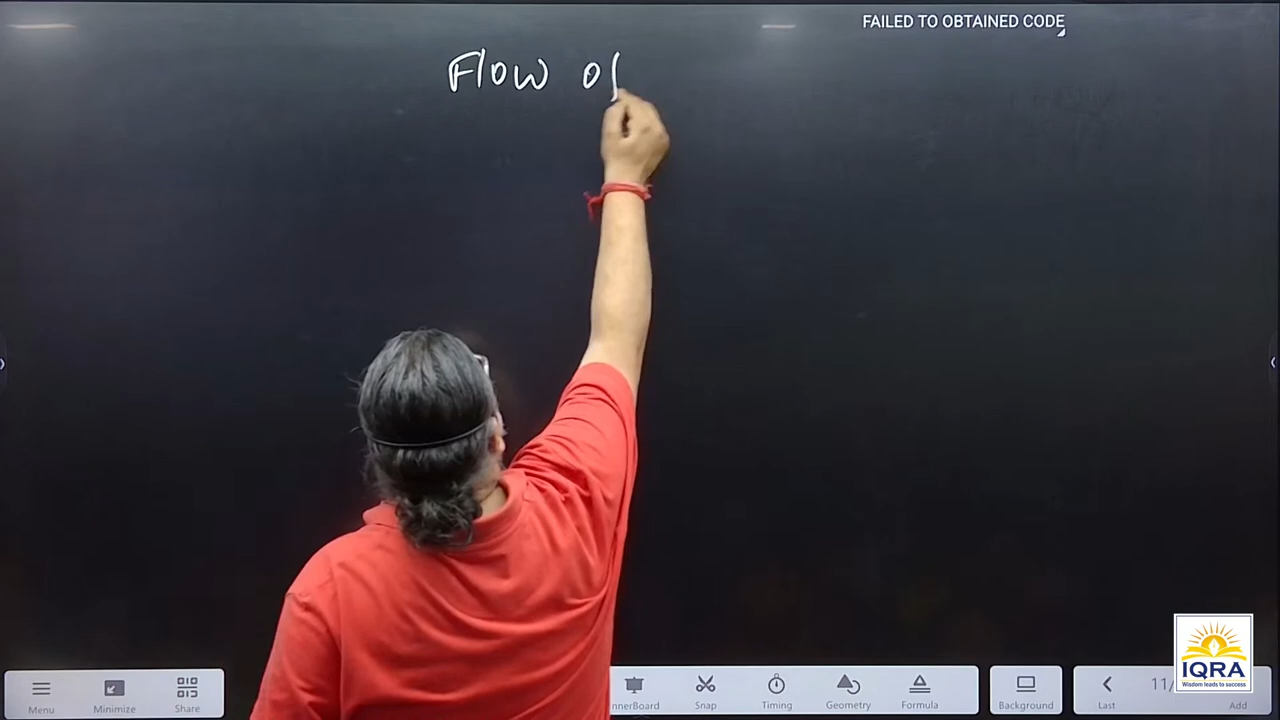 FAILED TO OBTAINED CODE
Flow of
Menu
Minimize
Share
nnerBoard
Snap
Timing
Geometry
Formula
Background
Last
11/
Add
IQRA
Wisdom leads to success